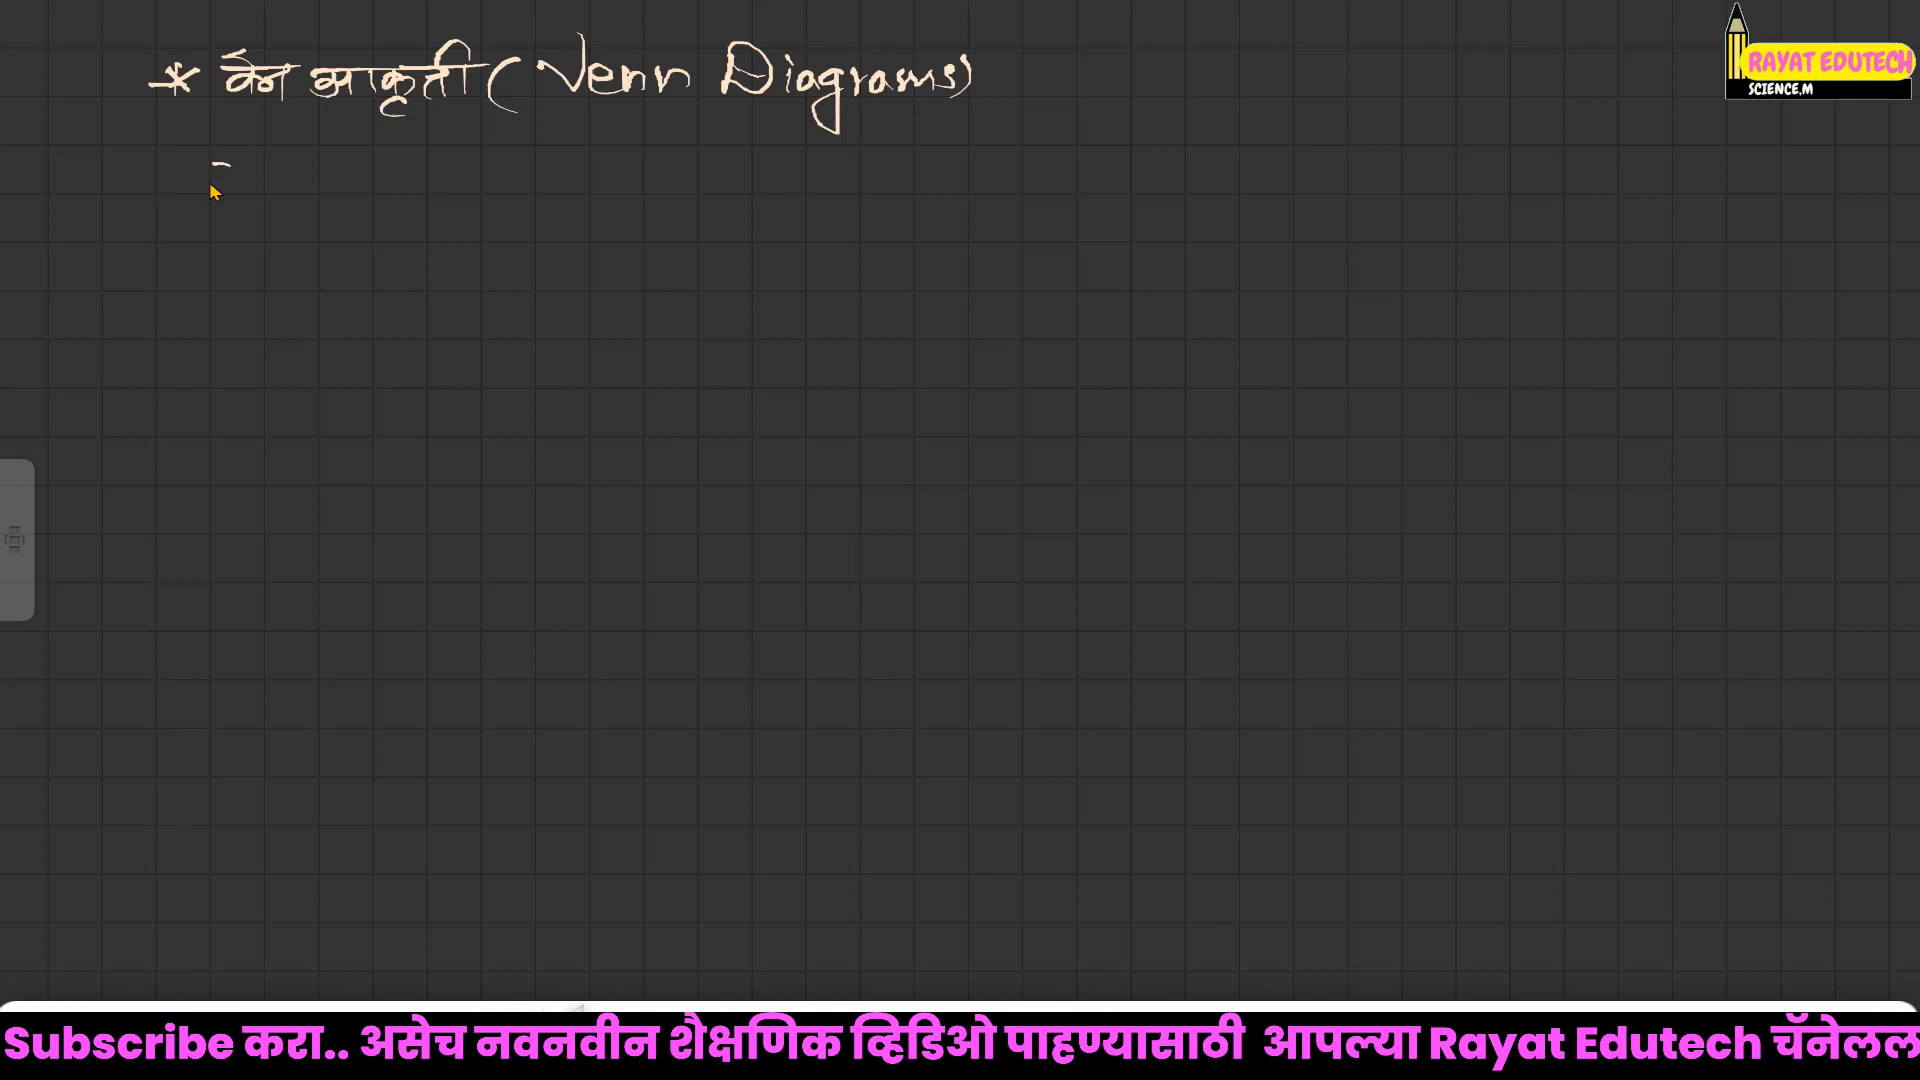 * वेन आकृती (Venn Diagrams)
RAYAT EDUTECH
SCIENCE.M
Subscribe करा.. असेच नवनवीन शैक्षणिक व्हिडिओ पाहण्यासाठी आपल्या Rayat Edutech चॅनेलल